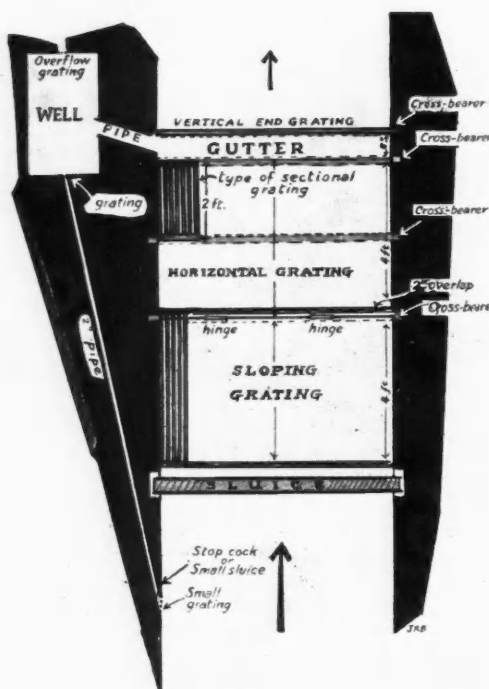 Overflow
grating
WELL
PIPE
VERTICAL END GRATING
Cross-bearer
GUTTER
Cross-bearer
type of sectional
grating
2 ft.
grating
Cross-bearer
HORIZONTAL GRATING
4 ft
2" overlap
Cross-bearer
hinge
hinge
2" pipe
SLOPING
GRATING
4 ft
SLUICE
Stop cock
or
Small sluice
Small
grating